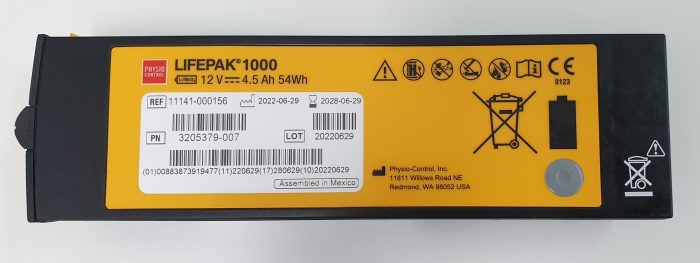 PHYSIO
CONTROL
LIFEPAK®1000
Li/MnO₂ 12 V⎓ 4.5 Ah 54Wh
REF 11141-000156 2022-06-29 2028-06-29
PN 3205379-007 LOT 20220629
(01)00883873919477(11)220629(17)280629(10)20220629
Assembled in Mexico
CE
0123
Physio-Control, Inc.
11811 Willows Road NE
Redmond, WA 98052 USA